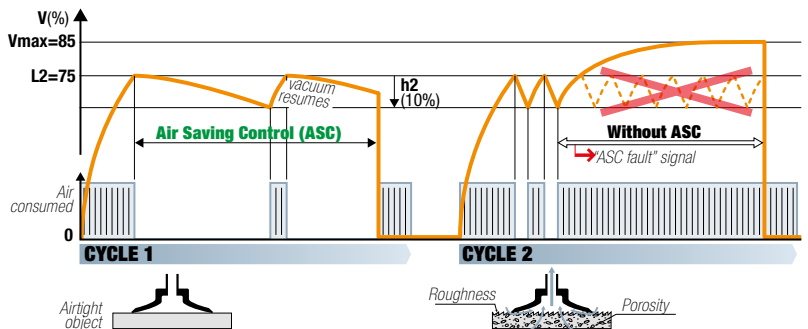 V(%)
Vmax=85
L2=75
vacuum
resumes
h2
(10%)
Air Saving Control (ASC)
Without ASC
"ASC fault" signal
Air
consumed
0
CYCLE 1
CYCLE 2
Airtight
object
Roughness
Porosity